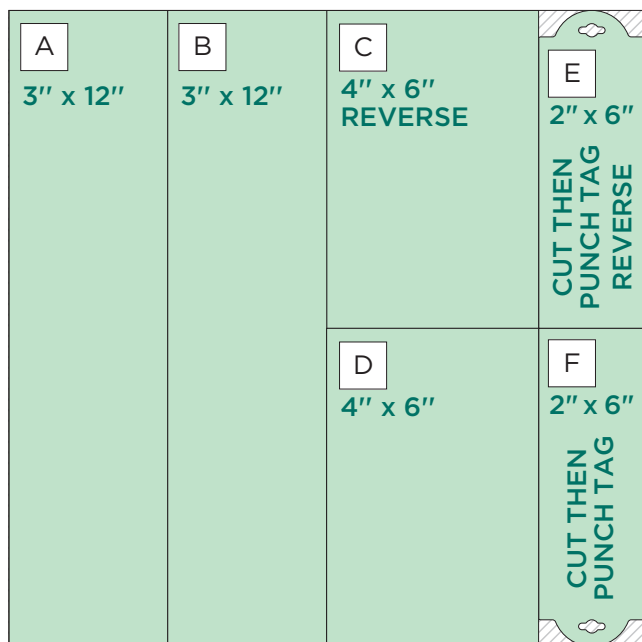 A
3" x 12"
B
3" x 12"
C
4" x 6"
REVERSE
E
2" x 6"
CUT THEN
PUNCH TAG
REVERSE
D
4" x 6"
F
2" x 6"
CUT THEN
PUNCH TAG